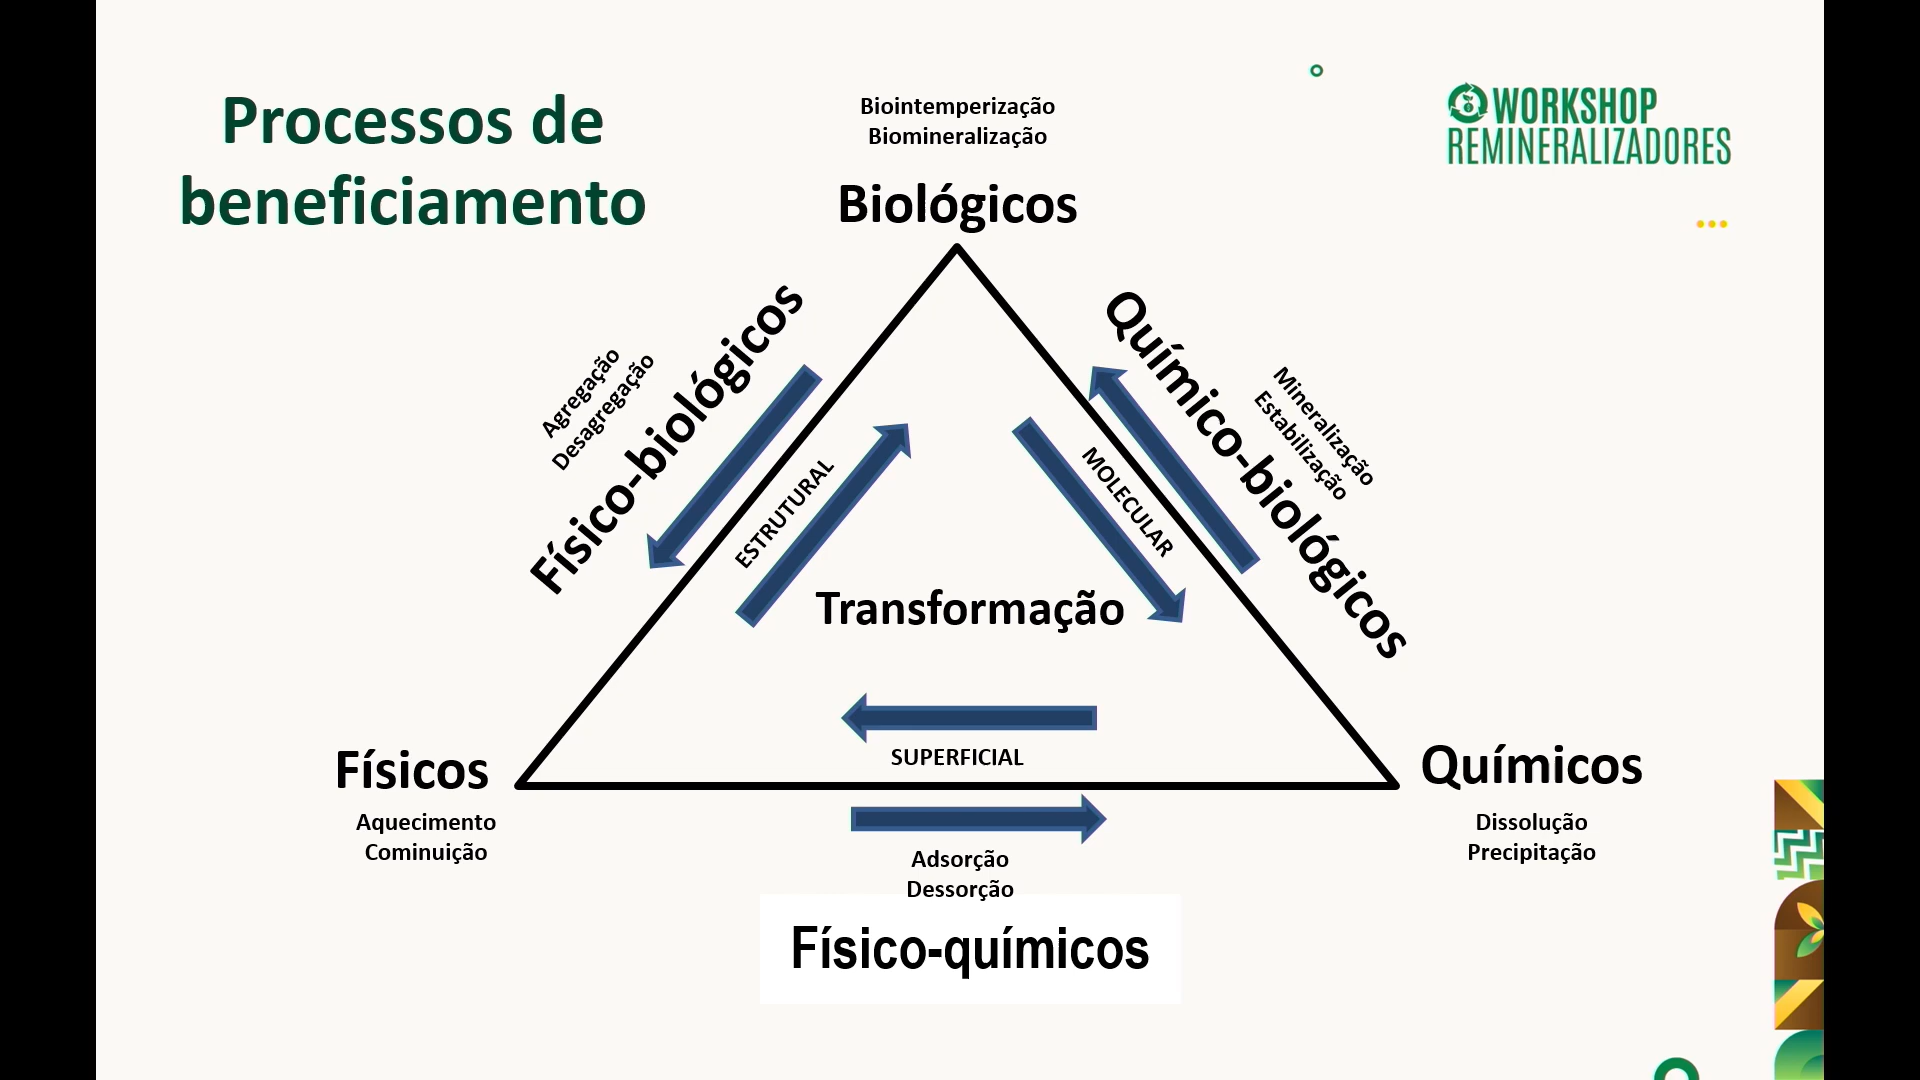 Processos de
beneficiamento
Biointemperização
Biomineralização
WORKSHOP
REMINERALIZADORES
Biológicos
Físico-biológicos
Agregação
Desagregação
ESTRUTURAL
Químico-biológicos
Mineralização
Estabilização
MOLECULAR
Transformação
SUPERFICIAL
Físicos
Aquecimento
Cominuição
Químicos
Dissolução
Precipitação
Adsorção
Dessorção
Físico-químicos